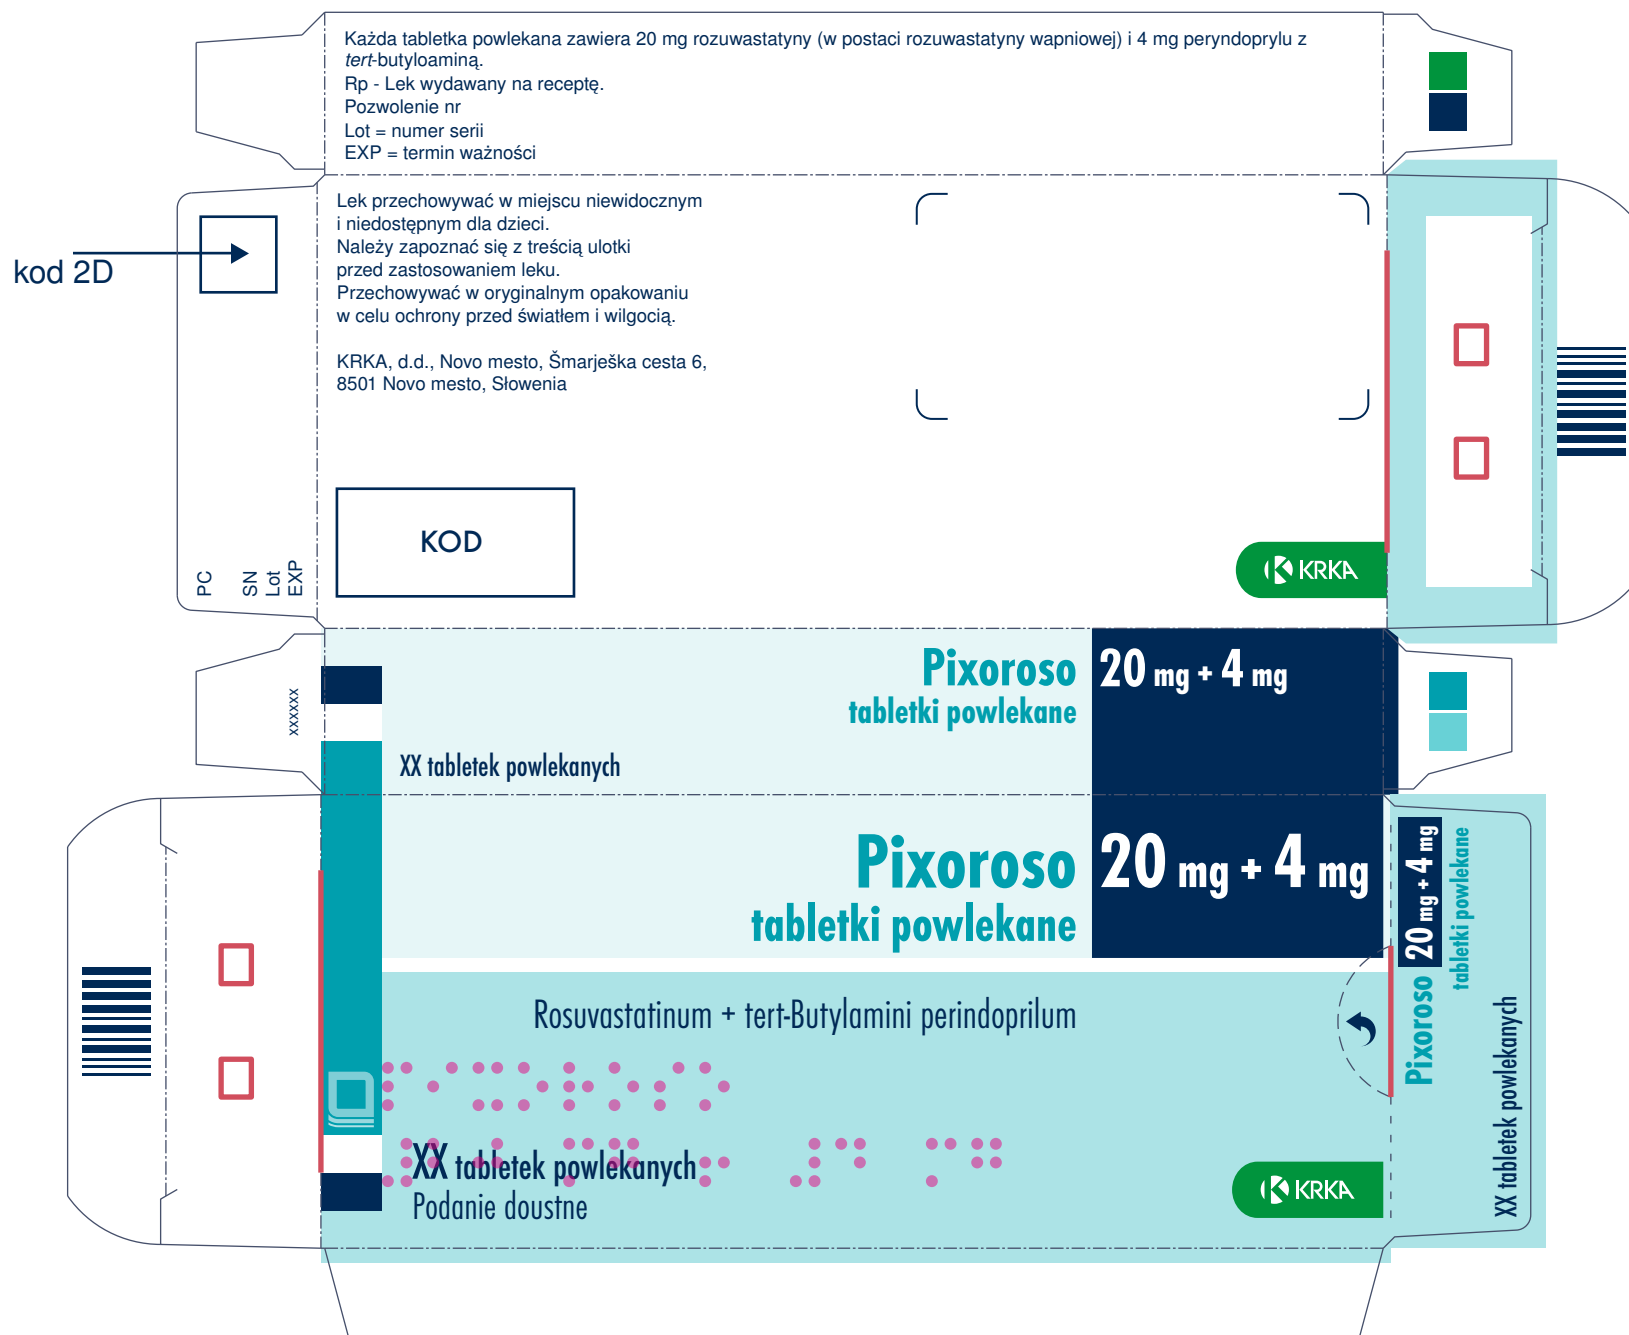 Każda tabletka powlekana zawiera 20 mg rozuwastatyny (w postaci rozuwastatyny wapniowej) i 4 mg peryndoprylu z
tert-butyloaminą.
Rp - Lek wydawany na receptę.
Pozwolenie nr
Lot = numer serii
EXP = termin ważności
kod 2D
Lek przechowywać w miejscu niewidocznym
i niedostępnym dla dzieci.
Należy zapoznać się z treścią ulotki
przed zastosowaniem leku.
Przechowywać w oryginalnym opakowaniu
w celu ochrony przed światłem i wilgocią.
KRKA, d.d., Novo mesto, Šmarješka cesta 6,
8501 Novo mesto, Słowenia
PC
SN
Lot
EXP
KOD
KRKA
xxxxxx
Pixoroso 20 mg + 4 mg
tabletki powlekane
XX tabletek powlekanych
Pixoroso 20 mg + 4 mg
tabletki powlekane
Rosuvastatinum + tert-Butylamini perindoprilum
XX tabletek powlekanych
Podanie doustne
KRKA
Pixoroso 20 mg + 4 mg
tabletki powlekane
XX tabletek powlekanych